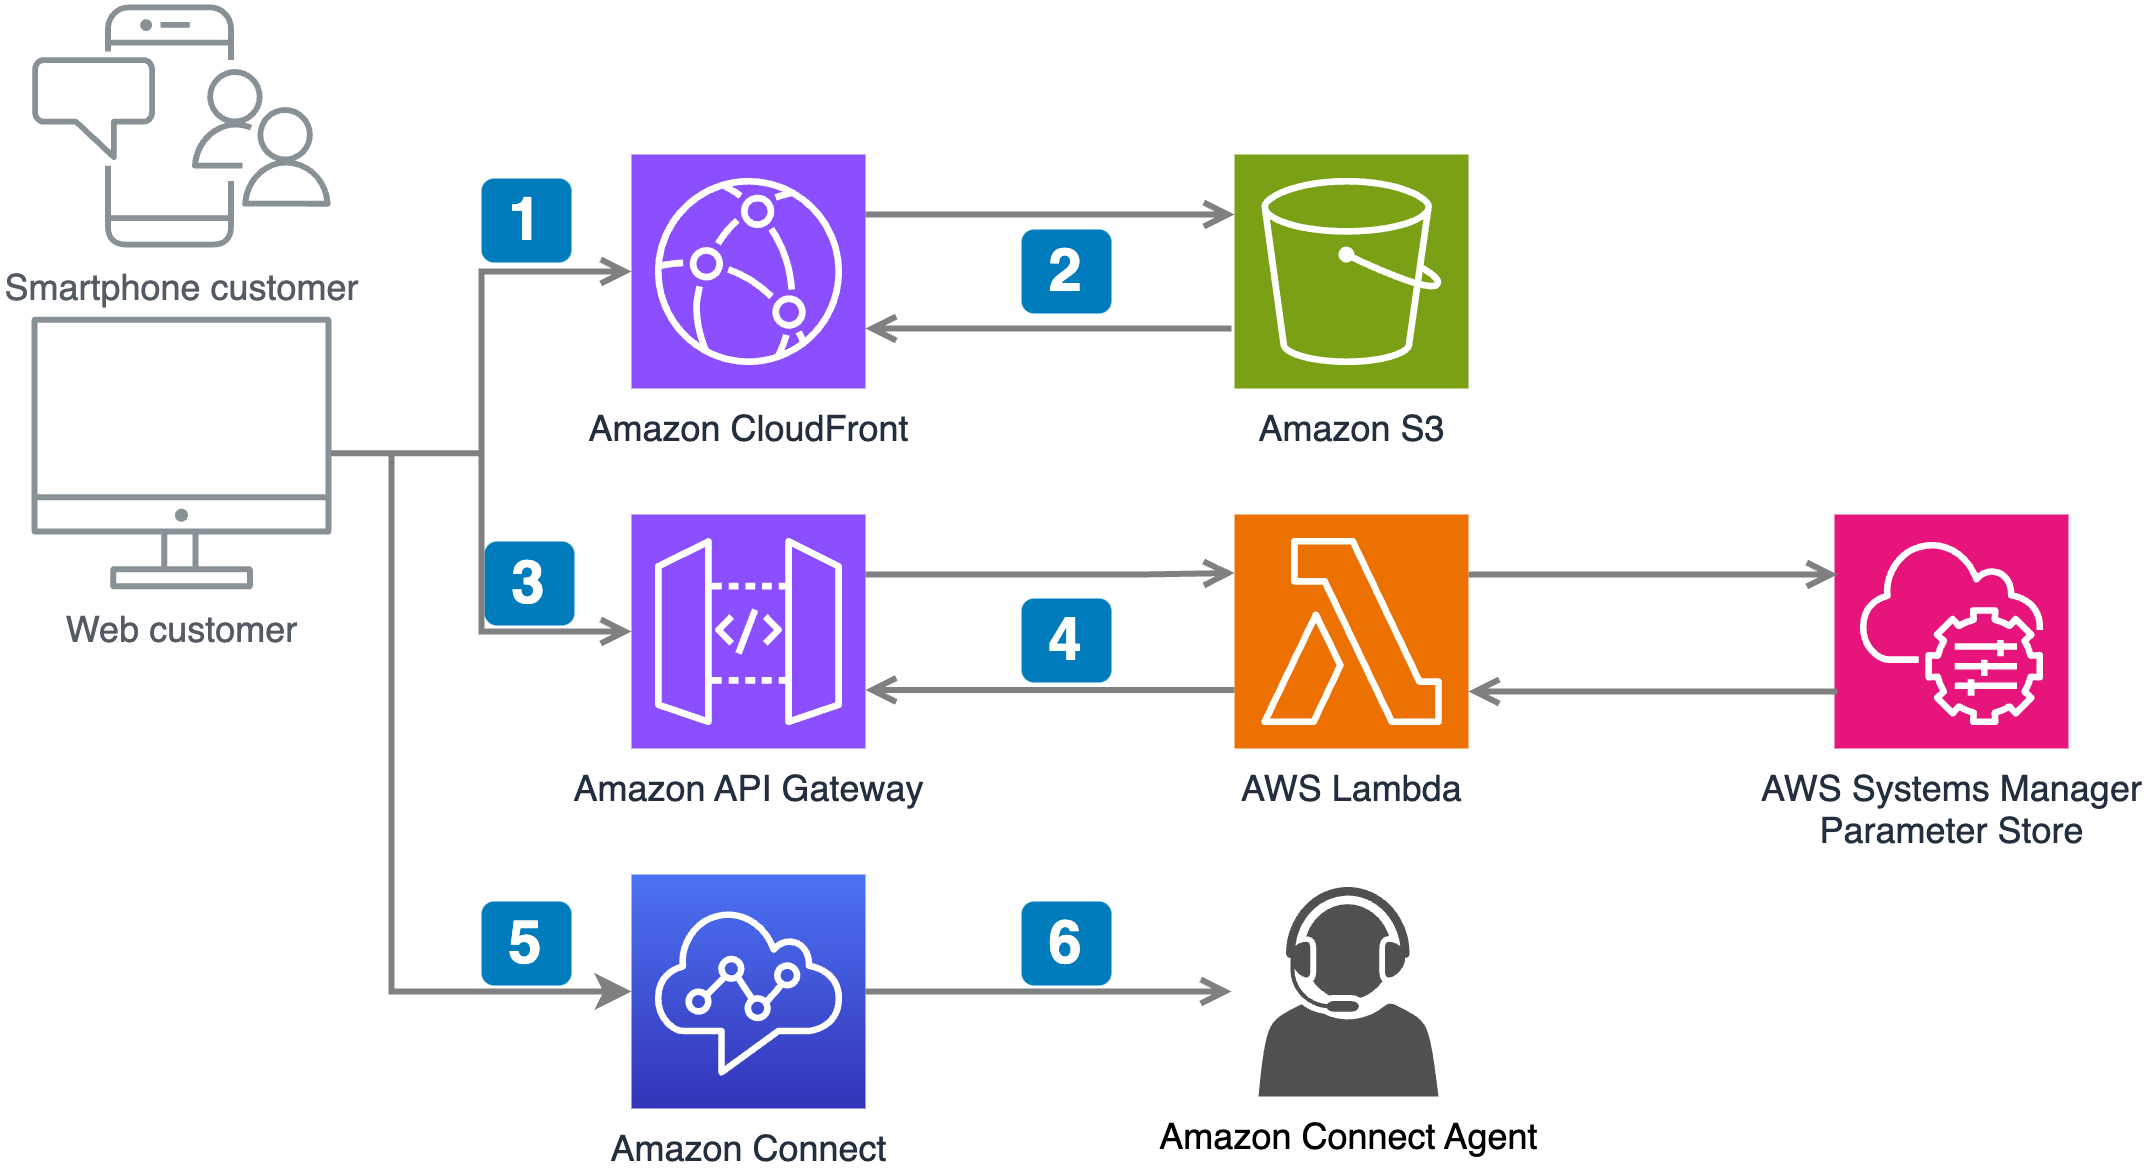 Smartphone customer
Web customer
1
Amazon CloudFront
2
Amazon S3
3
Amazon API Gateway
4
AWS Lambda
AWS Systems Manager
Parameter Store
5
Amazon Connect
6
Amazon Connect Agent